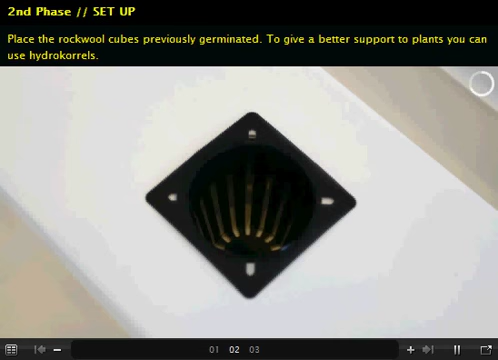 2nd Phase // SET UP
Place the rockwool cubes previously germinated. To give a better support to plants you can
use hydrokorrels.
01 02 03